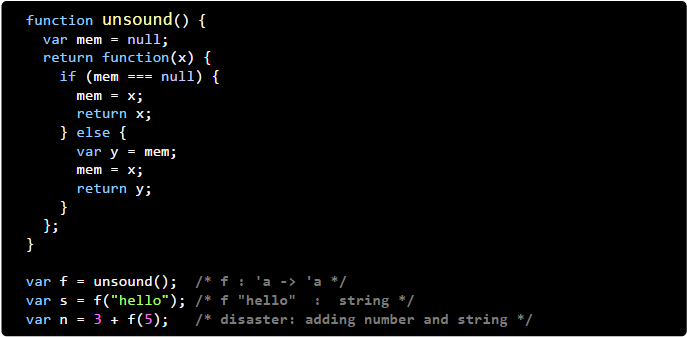 function unsound() {
  var mem = null;
  return function(x) {
    if (mem === null) {
      mem = x;
      return x;
    } else {
      var y = mem;
      mem = x;
      return y;
    }
  };
}

var f = unsound();  /* f : 'a -> 'a */
var s = f("hello"); /* f "hello"  :  string */
var n = 3 + f(5);   /* disaster: adding number and string */